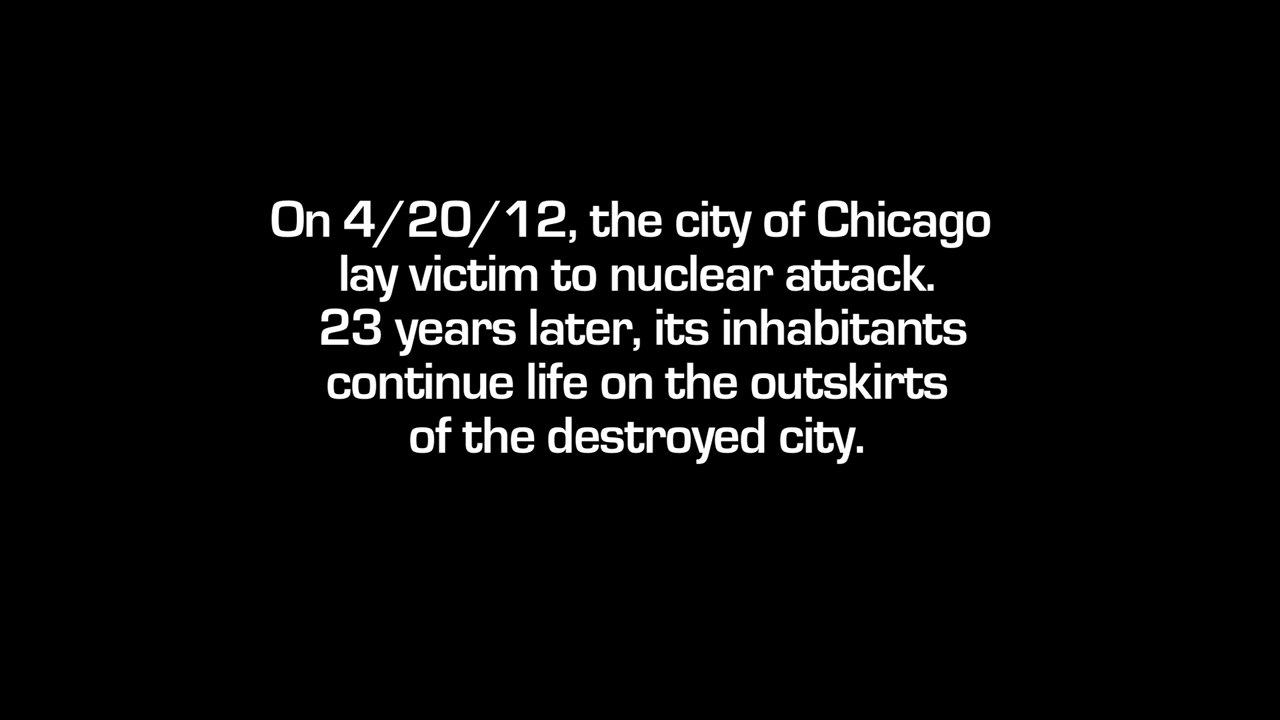 On 4/20/12, the city of Chicago
lay victim to nuclear attack.
23 years later, its inhabitants
continue life on the outskirts
of the destroyed city.